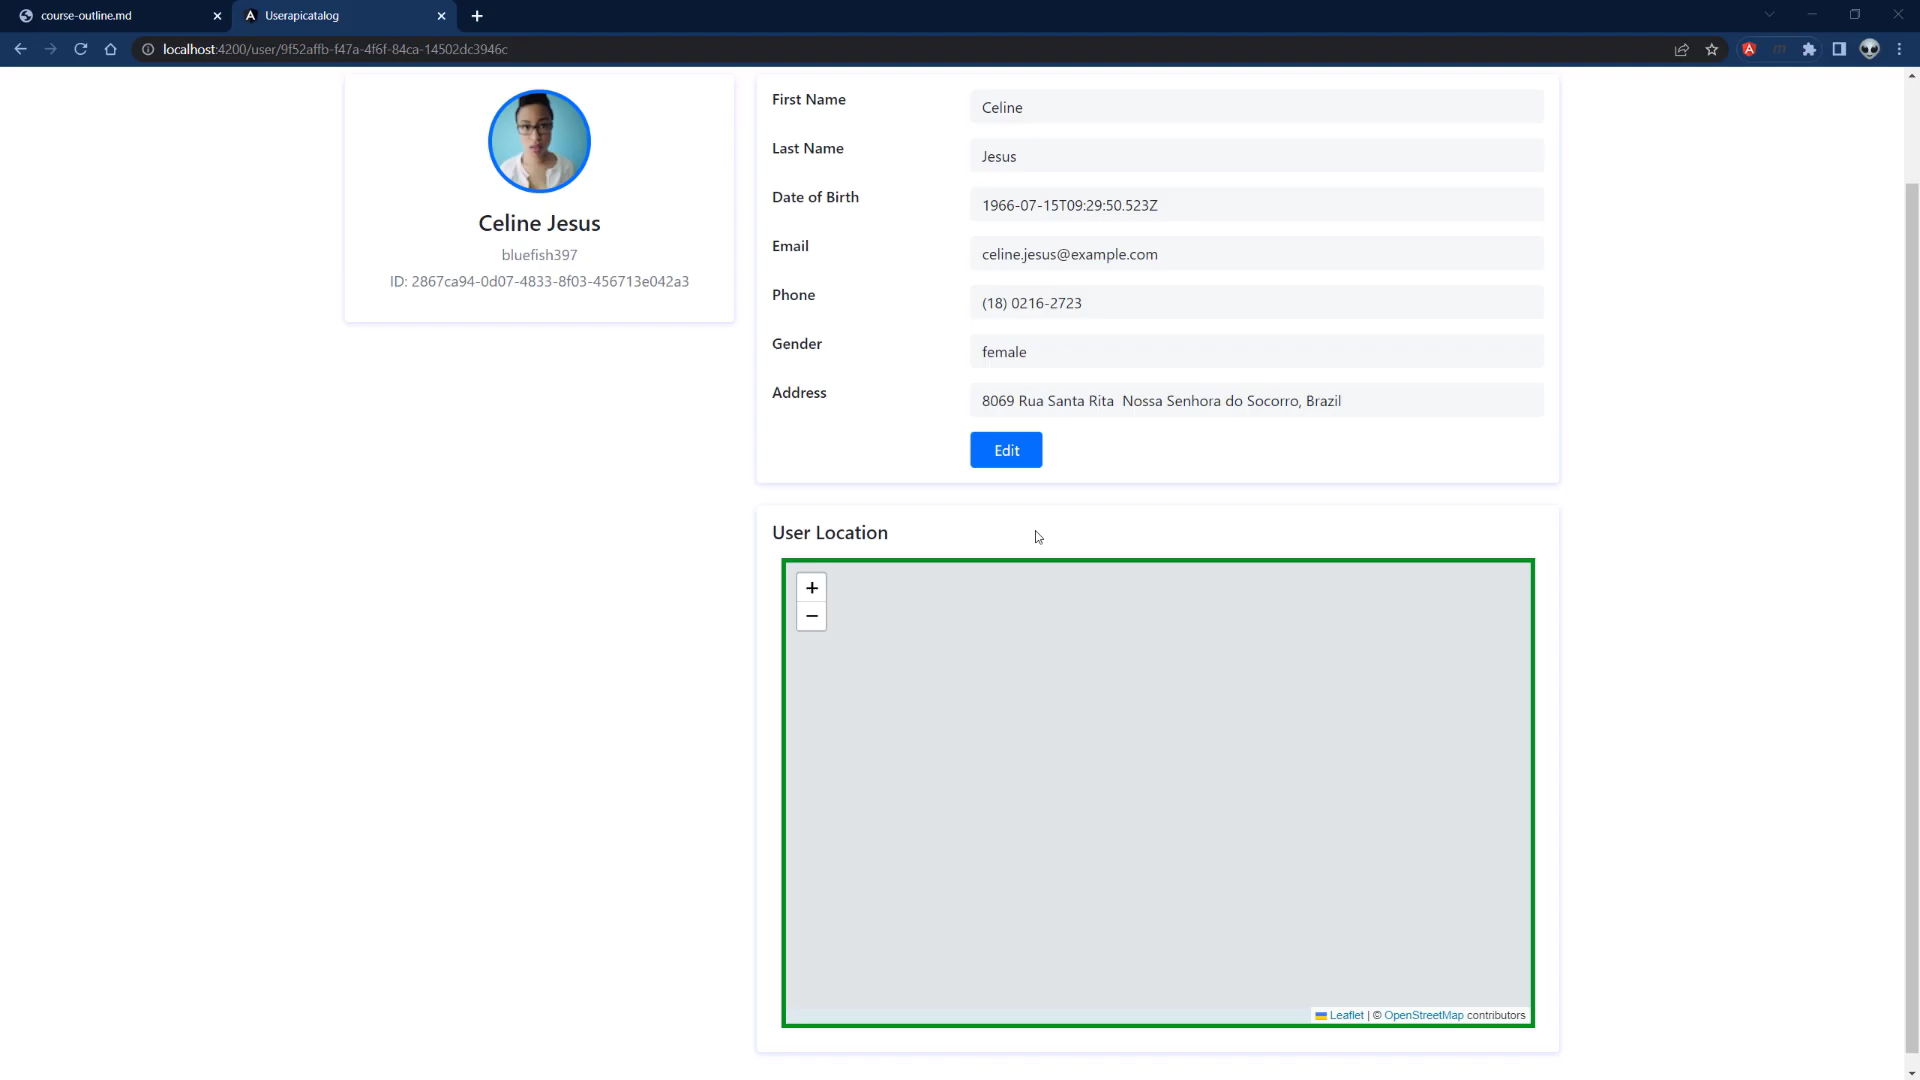 course-outline.md
Userapicatalog
localhost:4200/user/9f52affb-f47a-4f6f-84ca-14502dc3946c
Celine Jesus
bluefish397
ID: 2867ca94-0d07-4833-8f03-456713e042a3
First Name
Celine
Last Name
Jesus
Date of Birth
1966-07-15T09:29:50.523Z
Email
celine.jesus@example.com
Phone
(18) 0216-2723
Gender
female
Address
8069 Rua Santa Rita  Nossa Senhora do Socorro, Brazil
Edit
User Location
+
−
Leaflet | © OpenStreetMap contributors